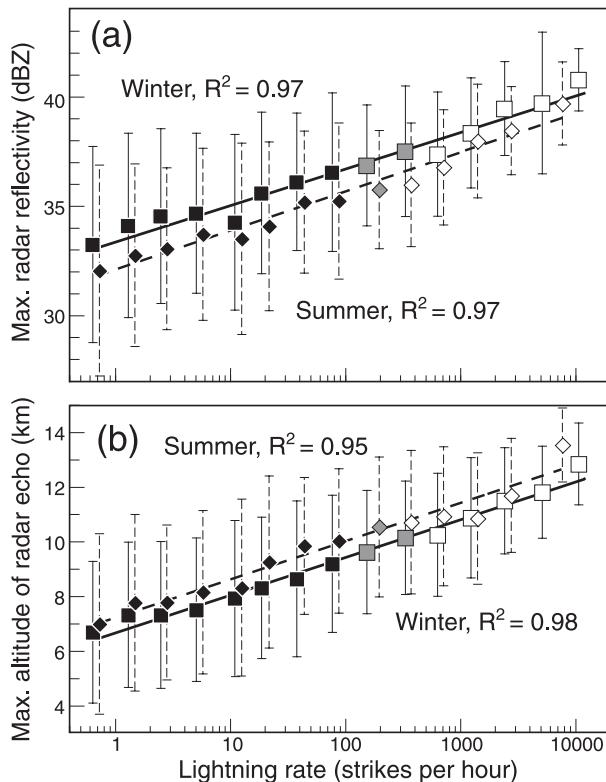 (a)
Winter, R² = 0.97
Summer, R² = 0.97
Max. radar reflectivity (dBZ)
40
35
30
(b)
Summer, R² = 0.95
Winter, R² = 0.98
Max. altitude of radar echo (km)
14
12
10
8
6
4
1 10 100 1000 10000
Lightning rate (strikes per hour)